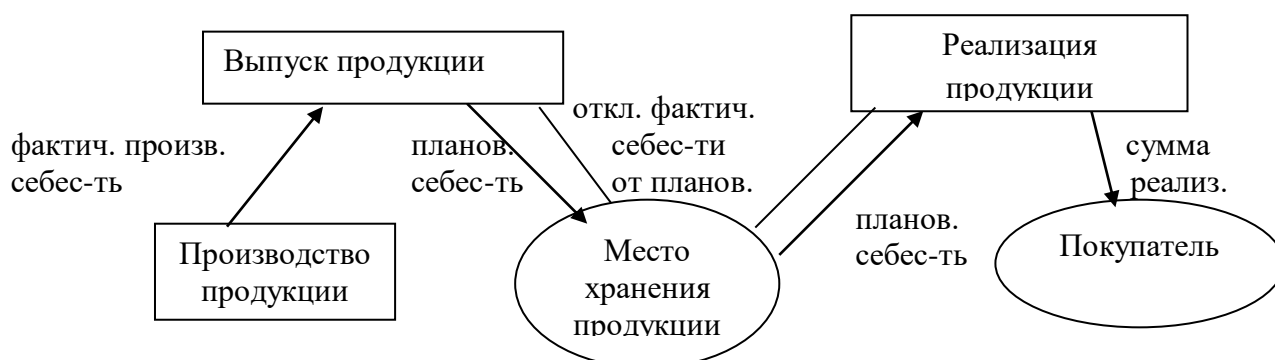 Выпуск продукции
Реализация
продукции
фактич. произв.
себес-ть
планов.
себес-ть
откл. фактич.
себес-ти
от планов.
сумма
реализ.
планов.
себес-ть
Производство
продукции
Место
хранения
продукции
Покупатель